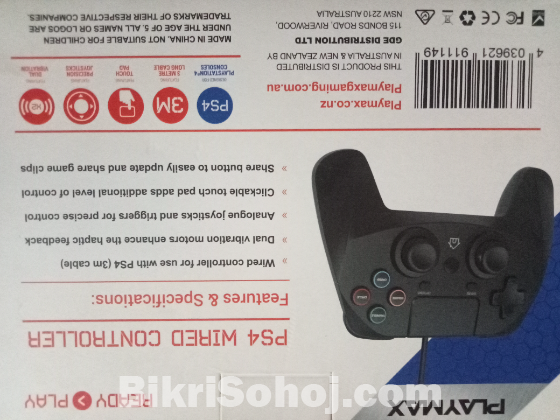 PLAYMAX
READY PLAY
PS4 WIRED CONTROLLER
Features & Specifications:
» Wired controller for use with PS4 (3m cable)
» Dual vibration motors enhance the haptic feedback
» Analogue joysticks and triggers for precise control
» Clickable touch pad adds additional level of control
» Share button to easily update and share game clips
PS4
3M
PLAYSTATION®4
CONSOLES
3 METRE
LONG CABLE
TOUCH
PAD
PRECISION
JOYSTICKS
DUAL
VIBRATION
Playmax.co.nz
Playmaxgaming.com.au
THIS PRODUCT IS DISTRIBUTED
IN AUSTRALIA & NEW ZEALAND BY
GDE DISTRIBUTION LTD
115 BONDS ROAD, RIVERWOOD,
NSW 2210 AUSTRALIA
MADE IN CHINA. NOT SUITABLE FOR CHILDREN
UNDER THE AGE OF 5. ALL NAMES OR LOGOS ARE
TRADEMARKS OF THEIR RESPECTIVE COMPANIES.
4 039621 911149
FC CE
BikriSohoj.com